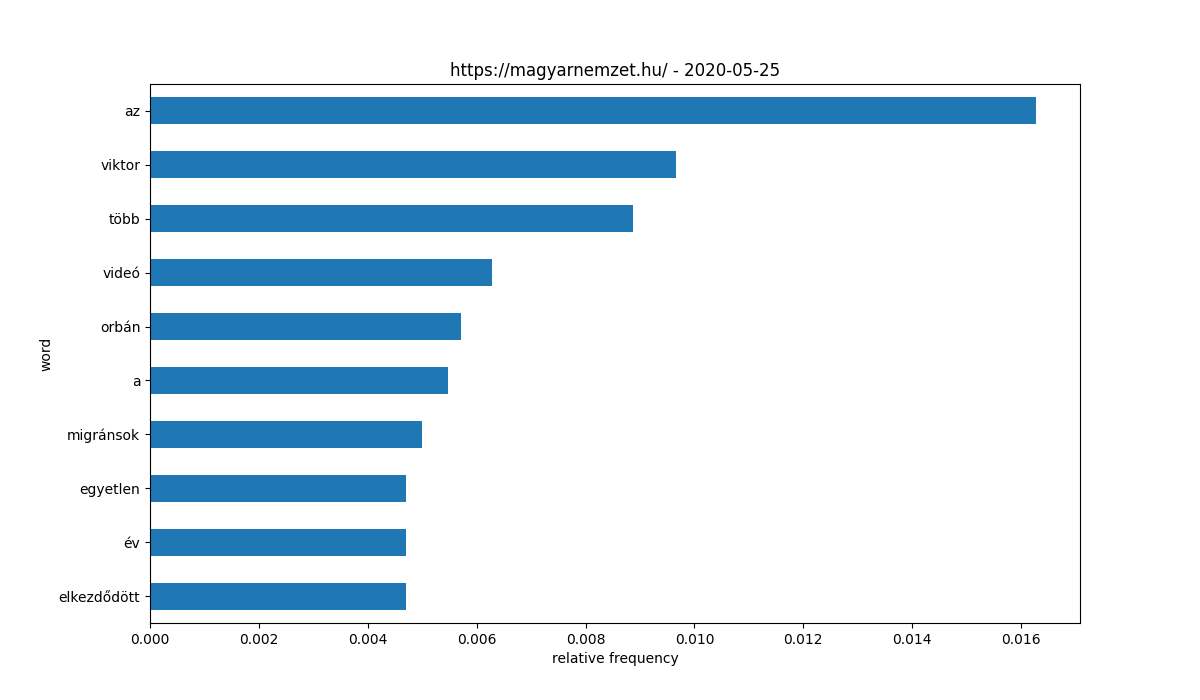 https://magyarnemzet.hu/ - 2020-05-25
az
viktor
több
videó
orbán
a
migránsok
egyetlen
év
elkezdődött
word
0.000 0.002 0.004 0.006 0.008 0.010 0.012 0.014 0.016
relative frequency